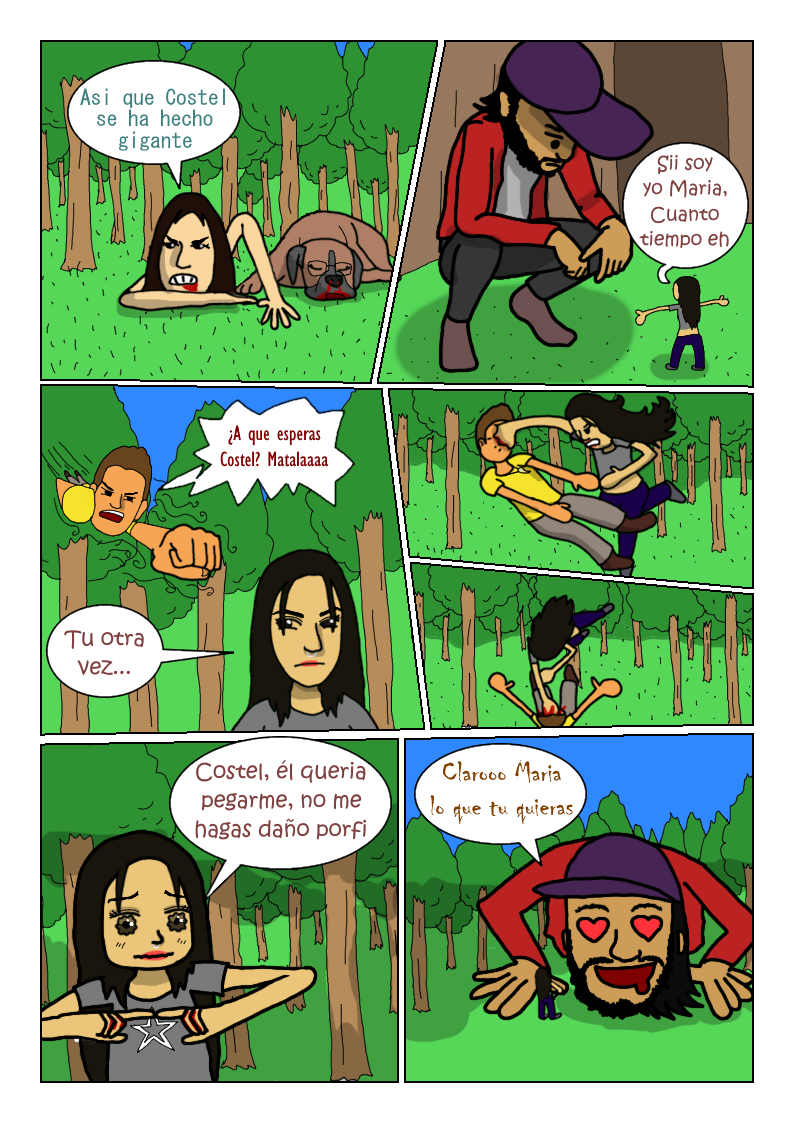 Asi que Costel
se ha hecho
gigante
Sii soy
yo Maria,
Cuanto
tiempo eh
¿A que esperas
Costel? Matalaaaa
Tu otra
vez...
Costel, él queria
pegarme, no me
hagas daño porfi
Clarooo Maria
lo que tu quieras